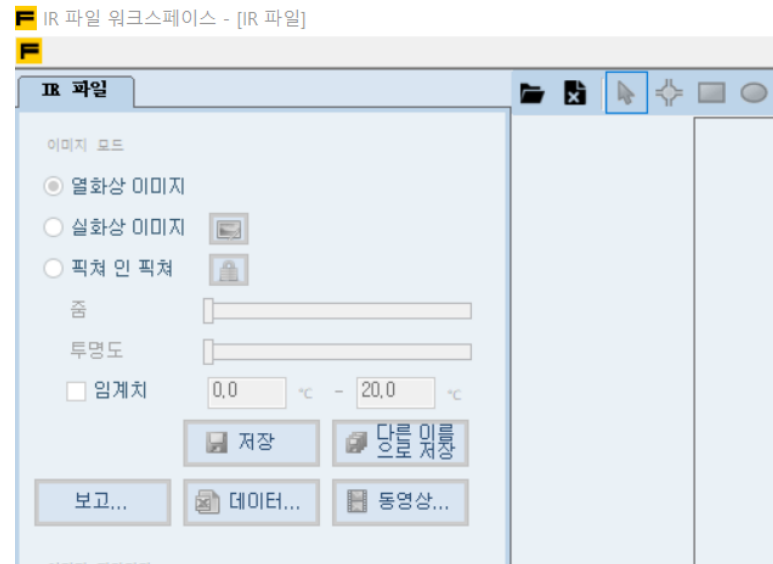 IR 파일 워크스페이스 - [IR 파일]
IR 파일
이미지 모드
열화상 이미지
실화상 이미지
픽쳐 인 픽쳐
줌
투명도
임계치 0,0 °C - 20,0 °C
저장
다른 이름
으로 저장
보고... 데이터... 동영상...